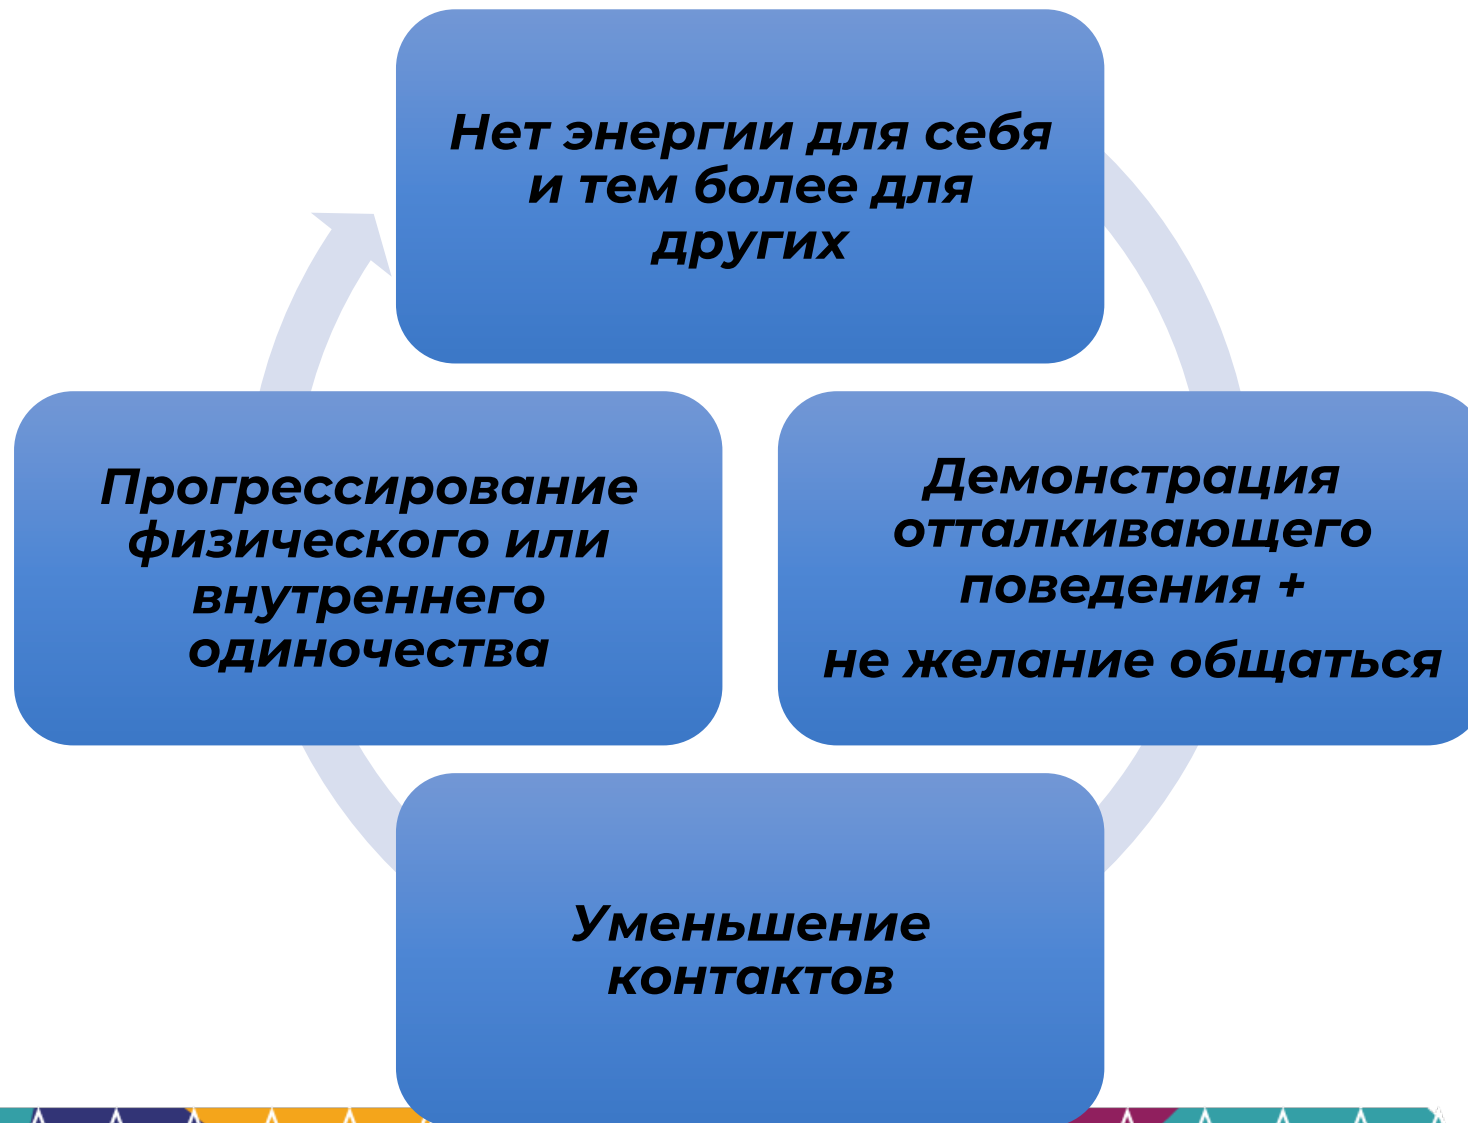 Нет энергии для себя
и тем более для
других
Прогрессирование
физического или
внутреннего
одиночества
Демонстрация
отталкивающего
поведения +
не желание общаться
Уменьшение
контактов